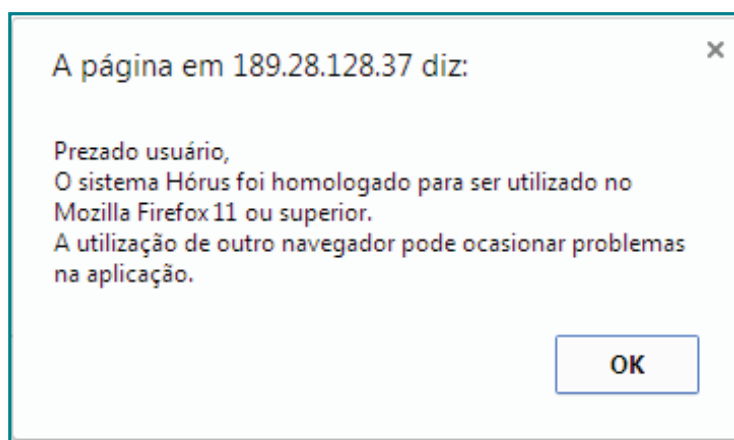 A página em 189.28.128.37 diz:
Prezado usuário,
O sistema Hórus foi homologado para ser utilizado no
Mozilla Firefox 11 ou superior.
A utilização de outro navegador pode ocasionar problemas
na aplicação.
OK